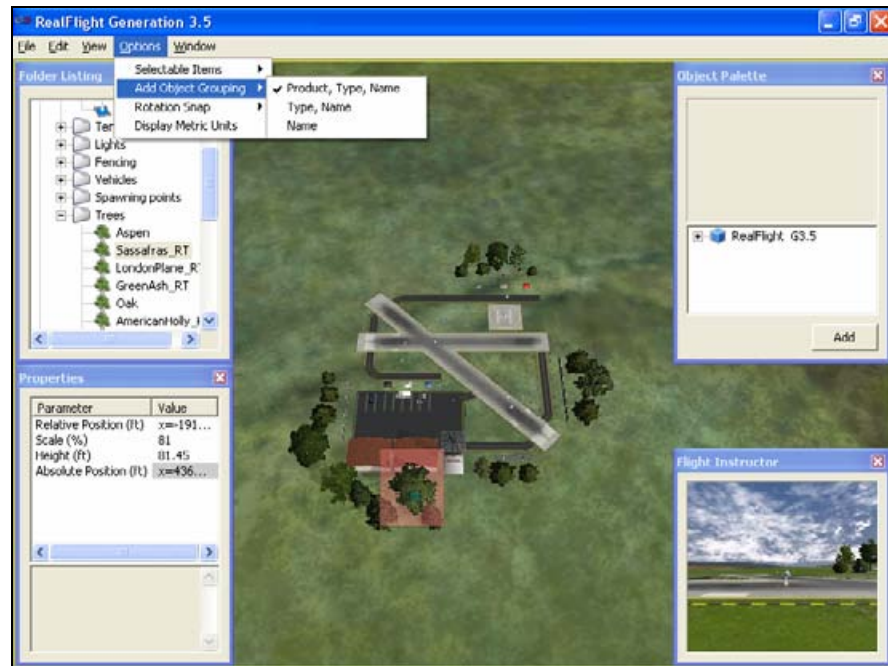 RealFlight Generation 3.5
File Edit View Options Window
Folder Listing
Selectable Items
Add Object Grouping
Rotation Snap
Display Metric Units
Product, Type, Name
Type, Name
Name
Ter
Lights
Fencing
Vehicles
Spawning points
Trees
Aspen
Sassafras_RT
LondonPlane_R
GreenAsh_RT
Oak
AmericanHolly_
Properties
Parameter Value
Relative Position (ft) x=-191...
Scale (%) 81
Height (ft) 81.45
Absolute Position (ft) x=436...
Object Palette
RealFlight G3.5
Add
Flight Instructor
H